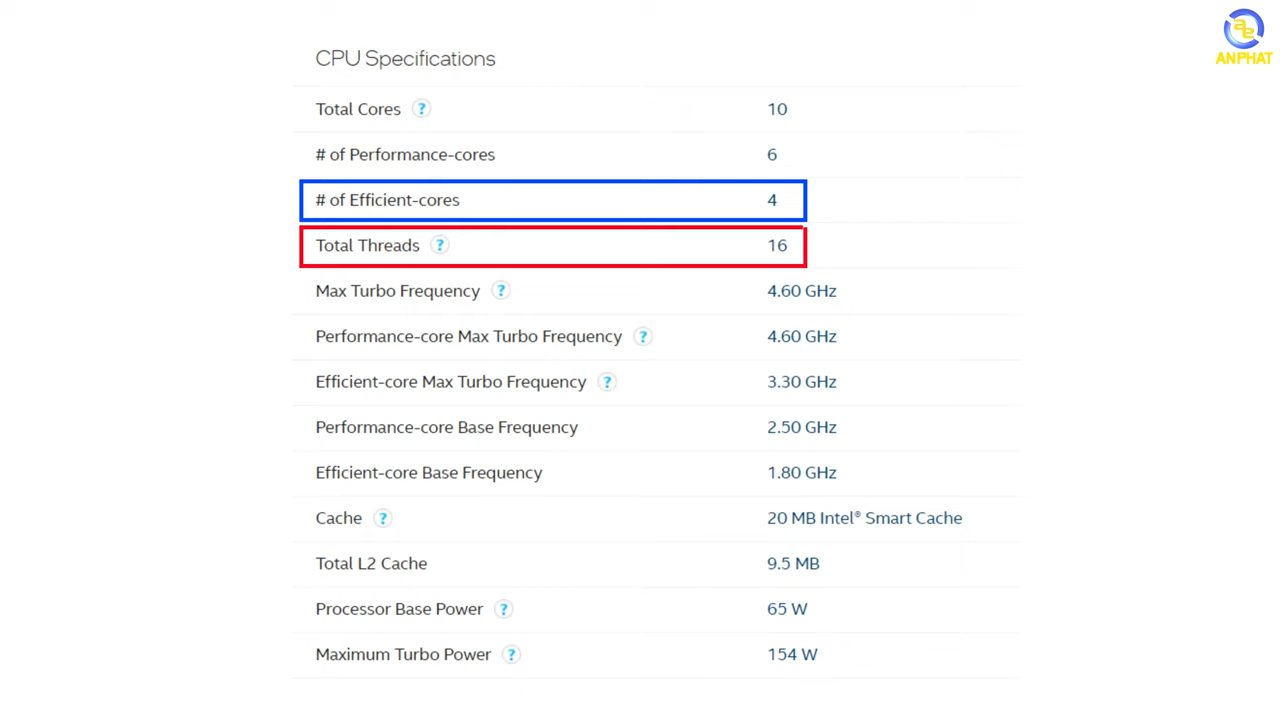 ae
ANPHAT
CPU Specifications
Total Cores ? 10
# of Performance-cores 6
# of Efficient-cores 4
Total Threads ? 16
Max Turbo Frequency ? 4.60 GHz
Performance-core Max Turbo Frequency ? 4.60 GHz
Efficient-core Max Turbo Frequency ? 3.30 GHz
Performance-core Base Frequency 2.50 GHz
Efficient-core Base Frequency 1.80 GHz
Cache ? 20 MB Intel® Smart Cache
Total L2 Cache 9.5 MB
Processor Base Power ? 65 W
Maximum Turbo Power ? 154 W